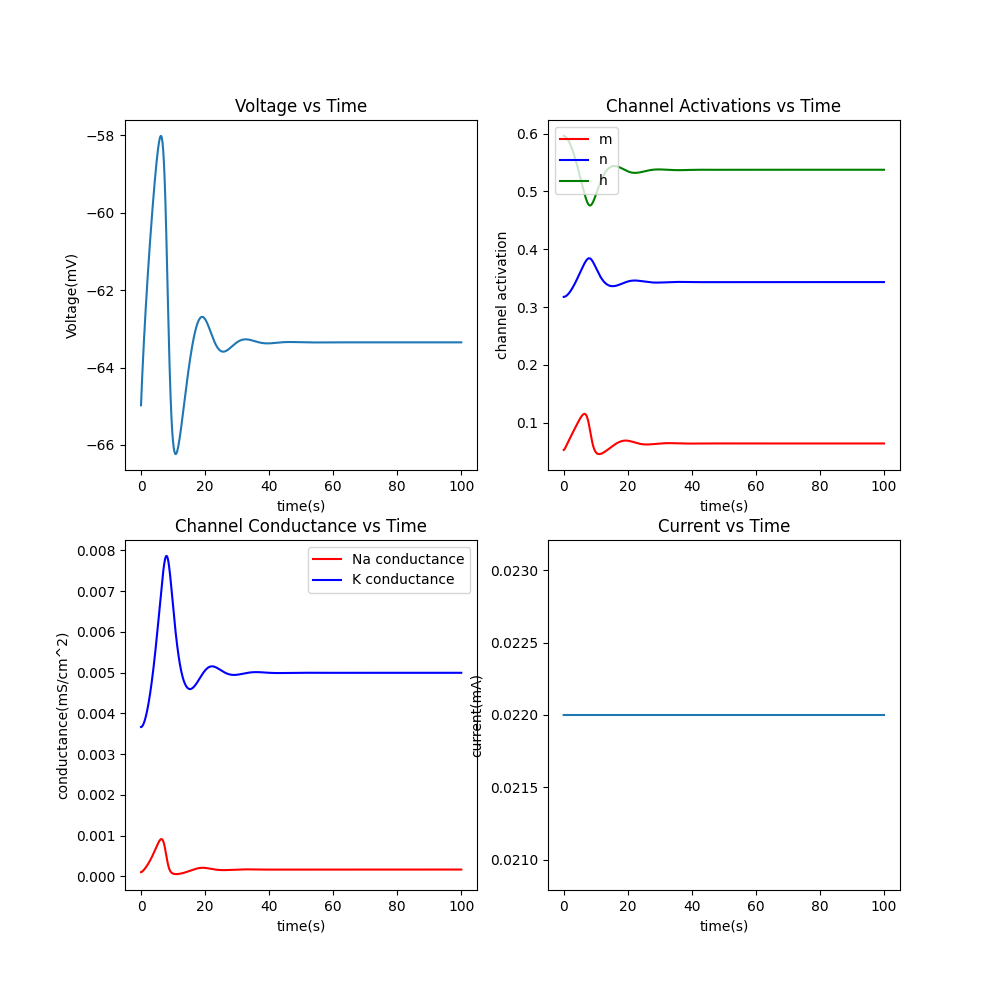 Voltage vs Time
−58
−60
−62
−64
−66
Voltage(mV)
0 20 40 60 80 100
time(s)
Channel Activations vs Time
m
n
h
0.6
0.5
0.4
0.3
0.2
0.1
channel activation
0 20 40 60 80 100
time(s)
Channel Conductance vs Time
Na conductance
K conductance
0.008
0.007
0.006
0.005
0.004
0.003
0.002
0.001
0.000
conductance(mS/cm^2)
0 20 40 60 80 100
time(s)
Current vs Time
0.0230
0.0225
0.0220
0.0215
0.0210
current(mA)
0 20 40 60 80 100
time(s)